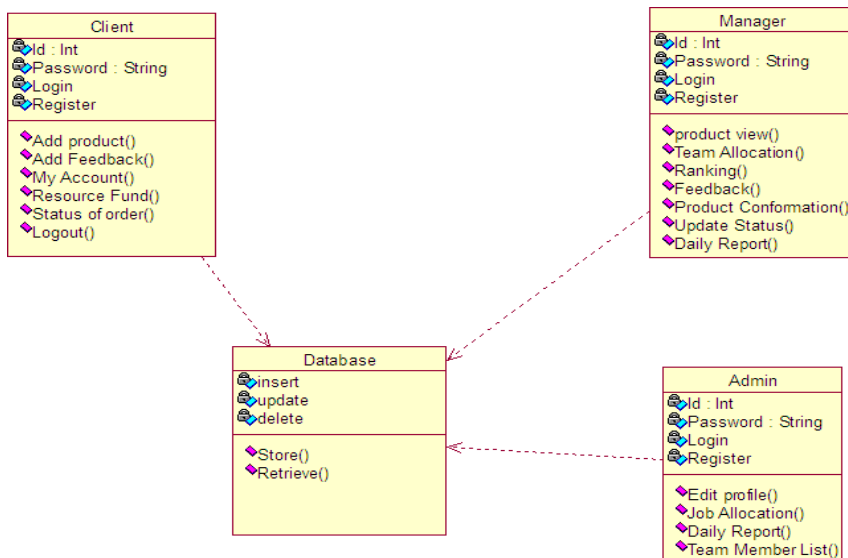 Client
Id : Int
Password : String
Login
Register
Add product()
Add Feedback()
My Account()
Resource Fund()
Status of order()
Logout()
Manager
Id : Int
Password : String
Login
Register
product view()
Team Allocation()
Ranking()
Feedback()
Product Conformation()
Update Status()
Daily Report()
Database
insert
update
delete
Store()
Retrieve()
Admin
Id : Int
Password : String
Login
Register
Edit profile()
Job Allocation()
Daily Report()
Team Member List()